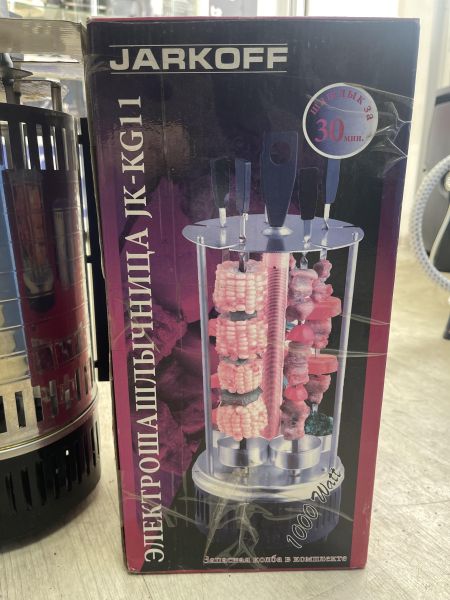 JARKOFF
ЭЛЕКТРОШАШЛЫЧНИЦА JK-KG11
ШАШЛЫК ЗА
30 мин.
1000 Watt
Запасная колба в комплекте